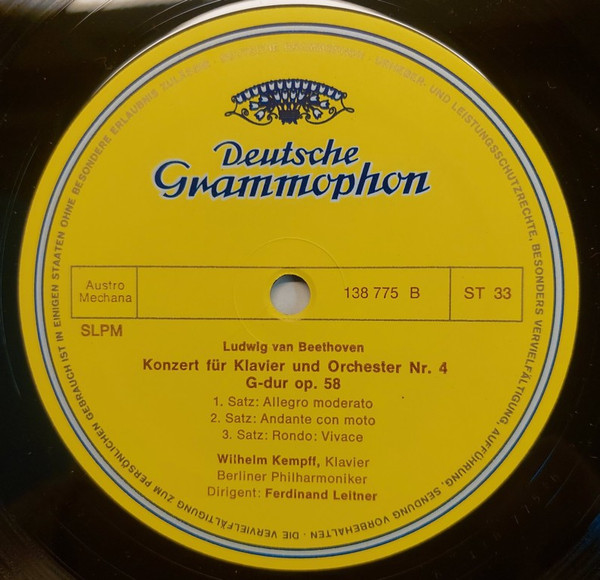 Deutsche
Grammophon
Austro
Mechana
138 775 B
ST 33
SLPM
Ludwig van Beethoven
Konzert für Klavier und Orchester Nr. 4
G-dur op. 58
1. Satz: Allegro moderato
2. Satz: Andante con moto
3. Satz: Rondo: Vivace
Wilhelm Kempff, Klavier
Berliner Philharmoniker
Dirigent: Ferdinand Leitner
URHEBER- UND LEISTUNGSSCHUTZRECHTE, BESONDERS VERVIELFÄLTIGUNG, AUFFÜHRUNG, SENDUNG VORBEHALTEN · DIE VERVIELFÄLTIGUNG ZUM PERSÖNLICHEN GEBRAUCH IST IN EINIGEN STAATEN OHNE BESONDERE ERLAUBNIS ZULÄSSIG ·